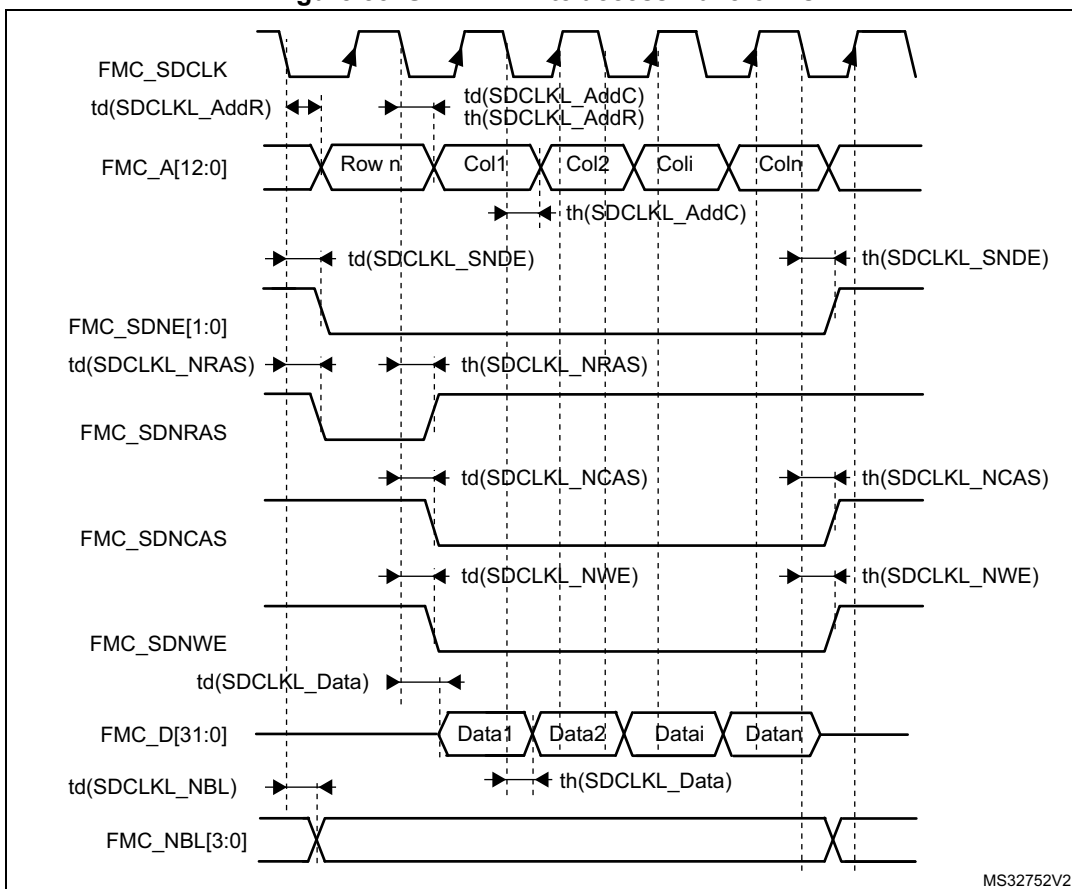 FMC_SDCLK
td(SDCLKL_AddR)
td(SDCLKL_AddC)
th(SDCLKL_AddR)
FMC_A[12:0]
Row n
Col1
Col2
Coli
Coln
th(SDCLKL_AddC)
td(SDCLKL_SNDE)
th(SDCLKL_SNDE)
FMC_SDNE[1:0]
td(SDCLKL_NRAS)
th(SDCLKL_NRAS)
FMC_SDNRAS
td(SDCLKL_NCAS)
th(SDCLKL_NCAS)
FMC_SDNCAS
td(SDCLKL_NWE)
th(SDCLKL_NWE)
FMC_SDNWE
td(SDCLKL_Data)
FMC_D[31:0]
Data1
Data2
Datai
Datan
th(SDCLKL_Data)
td(SDCLKL_NBL)
FMC_NBL[3:0]
MS32752V2